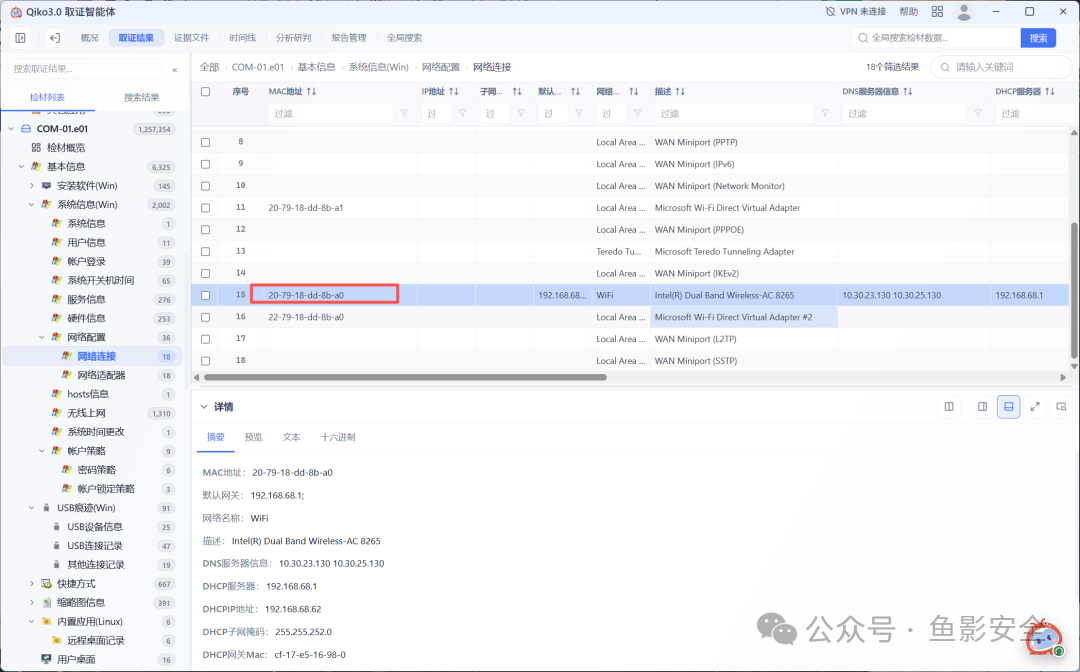 Qiko3.0 取证智能体
VPN 未连接 帮助
概况 取证结果 证据文件 时间线 分析研判 报告管理 全局搜索
全局搜索检材数据... 搜索
搜索取证结果... «
全部 › COM-01.e01 › 基本信息 › 系统信息(Win) › 网络配置 › 网络连接
18个筛选结果 请输入关键词
检材列表 搜索结果
COM-01.e01 1,257,354
检材概览
基本信息 6,325
安装软件(Win) 145
系统信息(Win) 2,002
系统信息 1
用户信息 11
帐户登录 39
系统开关机时间 65
服务信息 276
硬件信息 253
网络配置 36
网络连接 18
网络适配器 18
hosts信息 1
无线上网 1,310
系统时间更改 1
帐户策略 9
密码策略 6
帐户锁定策略 3
USB痕迹(Win) 91
USB设备信息 25
USB连接记录 47
其他连接记录 19
快捷方式 667
缩略图信息 391
内置应用(Linux) 6
远程桌面记录 6
用户桌面 16
序号 MAC地址 IP地址 子网... 默认... 网络... 描述 DNS服务器信息 DHCP服务器
过滤 过 过 过 过 过滤 过滤 过滤
8 Local Area ... WAN Miniport (PPTP)
9 Local Area ... WAN Miniport (IPv6)
10 Local Area ... WAN Miniport (Network Monitor)
11 20-79-18-dd-8b-a1 Local Area ... Microsoft Wi-Fi Direct Virtual Adapter
12 Local Area ... WAN Miniport (PPPOE)
13 Teredo Tu... Microsoft Teredo Tunneling Adapter
14 Local Area ... WAN Miniport (IKEv2)
15 20-79-18-dd-8b-a0 192.168.68... WiFi Intel(R) Dual Band Wireless-AC 8265 10.30.23.130 10.30.25.130 192.168.68.1
16 22-79-18-dd-8b-a0 Local Area ... Microsoft Wi-Fi Direct Virtual Adapter #2
17 Local Area ... WAN Miniport (L2TP)
18 Local Area ... WAN Miniport (SSTP)
详情
摘要 预览 文本 十六进制
MAC地址： 20-79-18-dd-8b-a0
默认网关： 192.168.68.1;
网络名称： WiFi
描述： Intel(R) Dual Band Wireless-AC 8265
DNS服务器信息： 10.30.23.130 10.30.25.130
DHCP服务器： 192.168.68.1
DHCPIP地址： 192.168.68.62
DHCP子网掩码： 255.255.252.0
DHCP网关Mac： cf-17-e5-16-98-0
公众号 · 鱼影安全